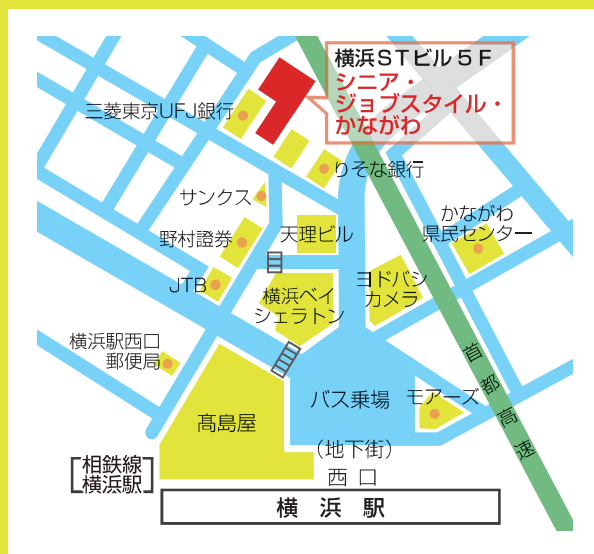 横浜STビル5F
シニア・
ジョブスタイル・
かながわ
三菱東京UFJ銀行
りそな銀行
サンクス
かながわ
県民センター
野村證券
天理ビル
JTB
横浜ベイ
シェラトン
ヨドバシ
カメラ
横浜駅西口
郵便局
首都高速
バス乗場
モアーズ
髙島屋
(地下街)
相鉄線
横浜駅
西口
横浜駅